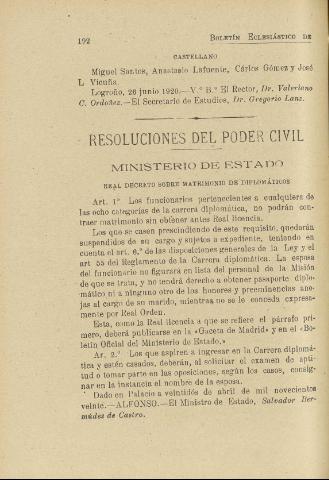 192 BOLETÍN ECLESIÁSTICO DE
CASTELLANO
Miguel Santos, Anastasio Lafuente, Cárlos Gómez y José
L. Vicuña.
Logroño, 26 junio 1920.—V.º B.º El Rector, Dr. Valeriano
C. Ordóñez.—El Secretario de Estudios, Dr. Gregorio Lanz.
RESOLUCIONES DEL PODER CIVIL
MINISTERIO DE ESTADO
REAL DECRETO SOBRE MATRIMONIO DE DIPLOMÁTICOS
Art. 1º Los funcionarios pertenecientes a cualquiera de
las ocho categorías de la carrera diplomática, no podrán con-
traer matrimonio sin obtener antes Real licencia.
Los que se casen prescindiendo de este requisito, quedarán
suspendidos de su cargo y sujetos a expediente, teniendo en
cuenta el art. 6.º de las disposiciones generales de la Ley y el
art 55 del Reglamento de la Carrera diplomática. La esposa
del funcionario no figurará en lista del personal de la Misión
de que se trata, y no tendrá derecho a obtener pasaporte diplo-
mático ni a ninguno otro de los honores y preeminencias ane-
jas al cargo de su marido, mientras no se le conceda expresa-
mente por Real Orden.
Esta, como la Real licencia a que se refiere el párrafo pri-
mero, deberá publicarse en la «Gaceta de Madrid» y en el «Bo-
letín Oficial del Ministerio de Estado.»
Ar. 2.º Los que aspiren a ingresar en la Carrera diplomá-
tica y estén casados, deberán, al solicitar el examen de apti-
tud o tomar parte en las oposiciones, según los casos, consig-
nar en la instancia el nombre de la esposa.
Dado en Palacio a veintidós de abril de mil novecientos
veinte.—ALFONSO.—El Ministro de Estado, Salvador Ber-
múdes de Castro.